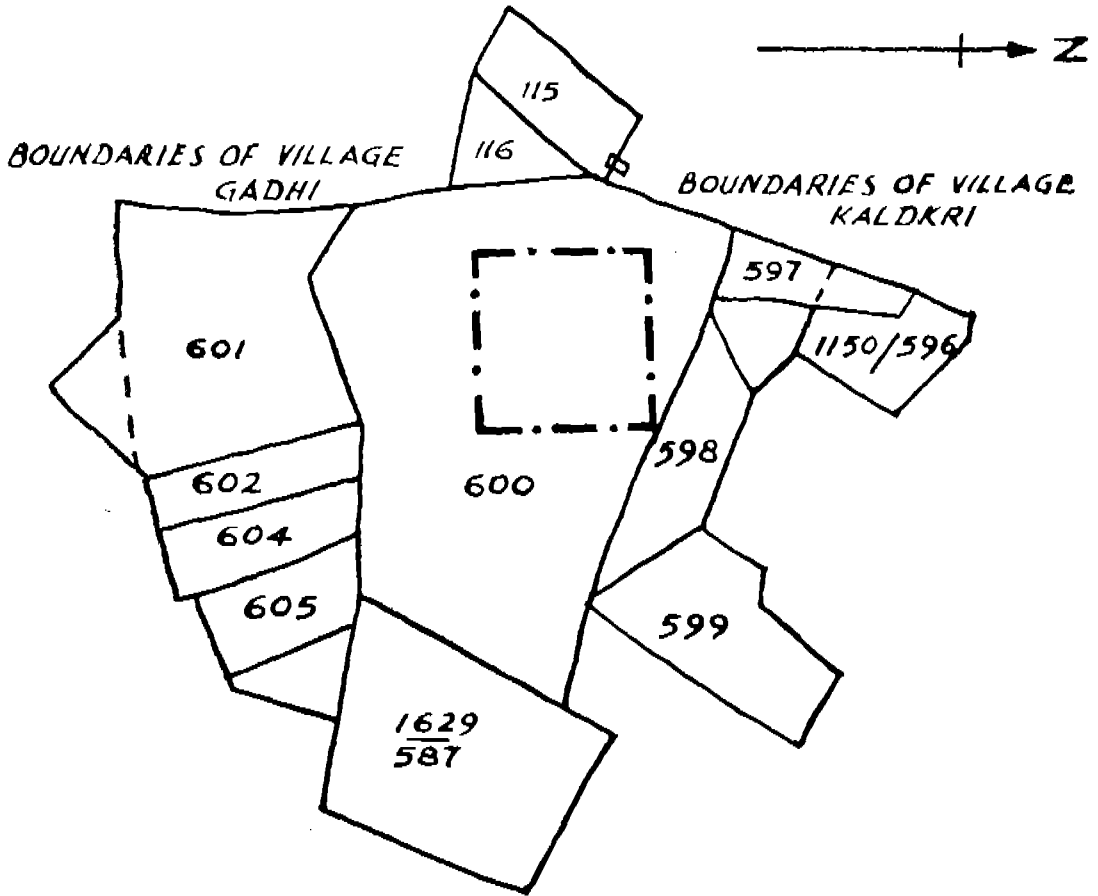 N
115
116
BOUNDARIES OF VILLAGE
GADHI
BOUNDARIES OF VILLAGE
KALDKRI
597
601
1150/596
598
602
600
604
605
599
1629
587